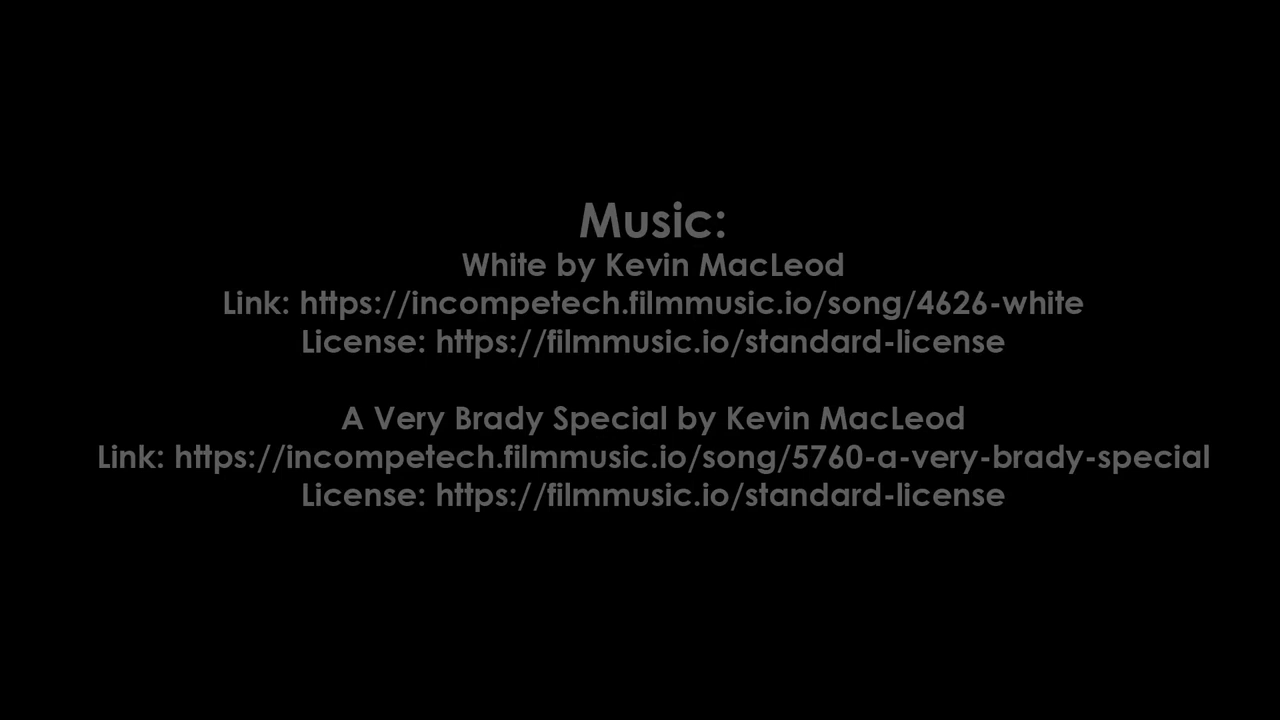 Music:
White by Kevin MacLeod
Link: https://incompetech.filmmusic.io/song/4626-white
License: https://filmmusic.io/standard-license
A Very Brady Special by Kevin MacLeod
Link: https://incompetech.filmmusic.io/song/5760-a-very-brady-special
License: https://filmmusic.io/standard-license